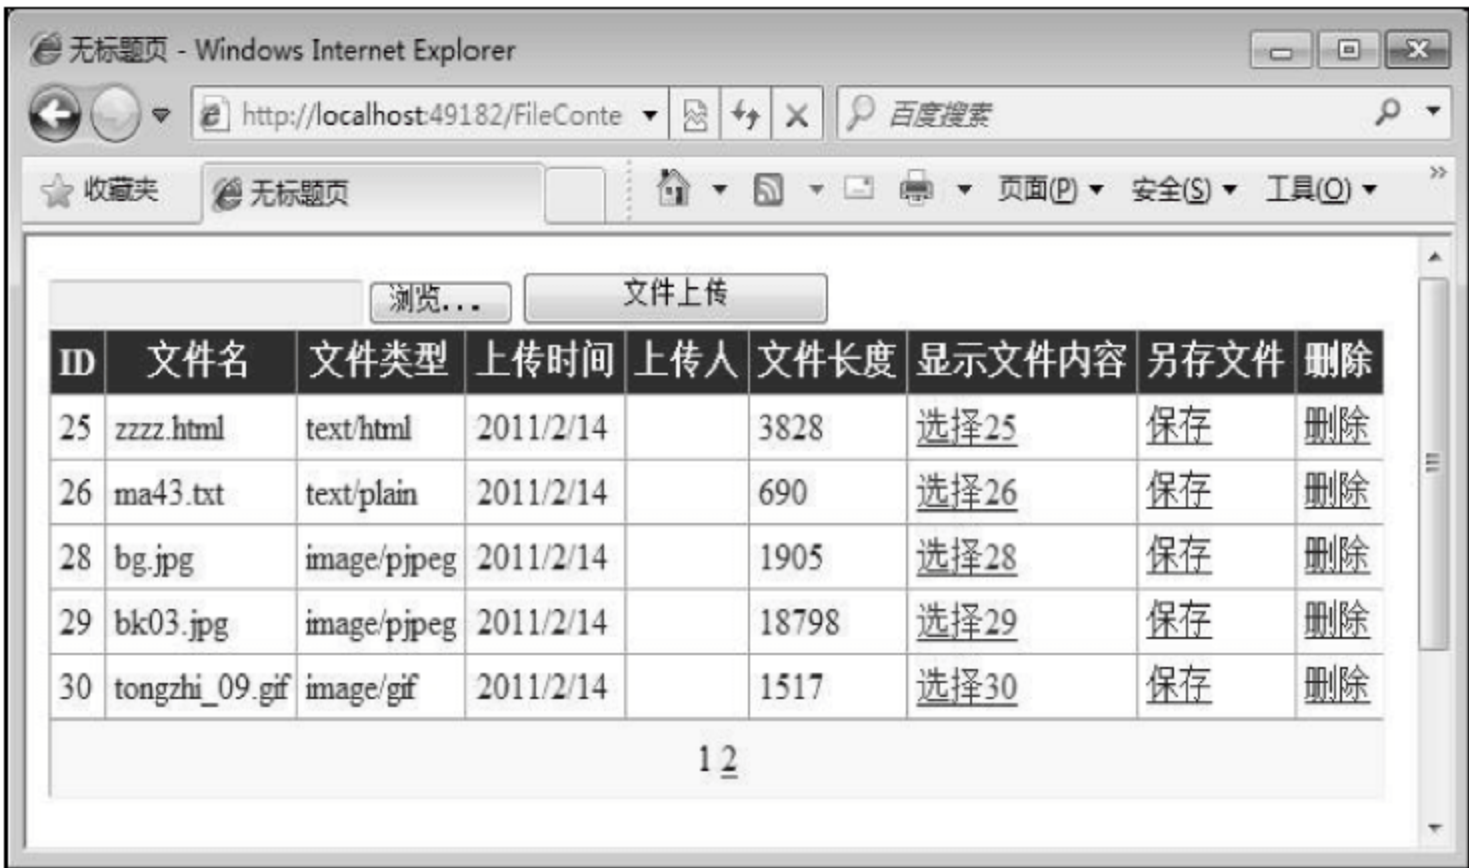 无标题页 - Windows Internet Explorer
http://localhost:49182/FileConte 百度搜索
收藏夹 无标题页 页面(P) 安全(S) 工具(O) »
浏览... 文件上传
ID 文件名 文件类型 上传时间 上传人 文件长度 显示文件内容 另存文件 删除
25 zzzz.html text/html 2011/2/14 3828 选择25 保存 删除
26 ma43.txt text/plain 2011/2/14 690 选择26 保存 删除
28 bg.jpg image/pjpeg 2011/2/14 1905 选择28 保存 删除
29 bk03.jpg image/pjpeg 2011/2/14 18798 选择29 保存 删除
30 tongzhi_09.gif image/gif 2011/2/14 1517 选择30 保存 删除
1 2